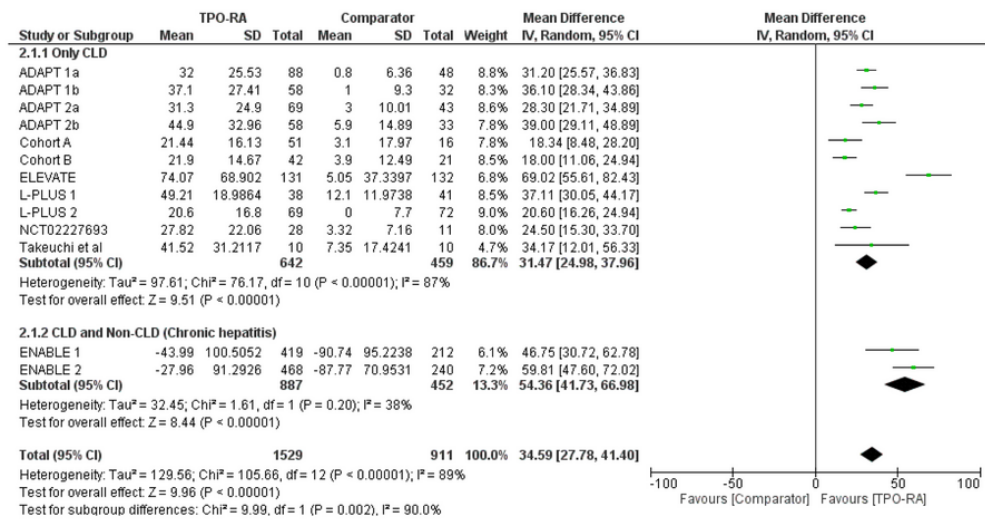 TPO-RA Comparator Mean Difference Mean Difference
Study or Subgroup Mean SD Total Mean SD Total Weight IV, Random, 95% CI IV, Random, 95% CI
2.1.1 Only CLD
ADAPT 1a 32 25.53 88 0.8 6.36 48 8.8% 31.20 [25.57, 36.83]
ADAPT 1b 37.1 27.41 58 1 9.3 32 8.3% 36.10 [28.34, 43.86]
ADAPT 2a 31.3 24.9 69 3 10.01 43 8.6% 28.30 [21.71, 34.89]
ADAPT 2b 44.9 32.96 58 5.9 14.89 33 7.8% 39.00 [29.11, 48.89]
Cohort A 21.44 16.13 51 3.1 17.97 16 7.8% 18.34 [8.48, 28.20]
Cohort B 21.9 14.67 42 3.9 12.49 21 8.5% 18.00 [11.06, 24.94]
ELEVATE 74.07 68.902 131 5.05 37.3397 132 6.8% 69.02 [55.61, 82.43]
L-PLUS 1 49.21 18.9864 38 12.1 11.9738 41 8.5% 37.11 [30.05, 44.17]
L-PLUS 2 20.6 16.8 69 0 7.7 72 9.0% 20.60 [16.26, 24.94]
NCT02227693 27.82 22.06 28 3.32 7.16 11 8.0% 24.50 [15.30, 33.70]
Takeuchi et al 41.52 31.2117 10 7.35 17.4241 10 4.7% 34.17 [12.01, 56.33]
Subtotal (95% CI) 642 459 86.7% 31.47 [24.98, 37.96]
Heterogeneity: Tau² = 97.61; Chi² = 76.17, df = 10 (P < 0.00001); I² = 87%
Test for overall effect: Z = 9.51 (P < 0.00001)
2.1.2 CLD and Non-CLD (Chronic hepatitis)
ENABLE 1 -43.99 100.5052 419 -90.74 95.2238 212 6.1% 46.75 [30.72, 62.78]
ENABLE 2 -27.96 91.2926 468 -87.77 70.9531 240 7.2% 59.81 [47.60, 72.02]
Subtotal (95% CI) 887 452 13.3% 54.36 [41.73, 66.98]
Heterogeneity: Tau² = 32.45; Chi² = 1.61, df = 1 (P = 0.20); I² = 38%
Test for overall effect: Z = 8.44 (P < 0.00001)
Total (95% CI) 1529 911 100.0% 34.59 [27.78, 41.40]
Heterogeneity: Tau² = 129.56; Chi² = 105.66, df = 12 (P < 0.00001); I² = 89%
Test for overall effect: Z = 9.96 (P < 0.00001)
Test for subgroup differences: Chi² = 9.99, df = 1 (P = 0.002), I² = 90.0%
-100 -50 0 50 100
Favours [Comparator] Favours [TPO-RA]